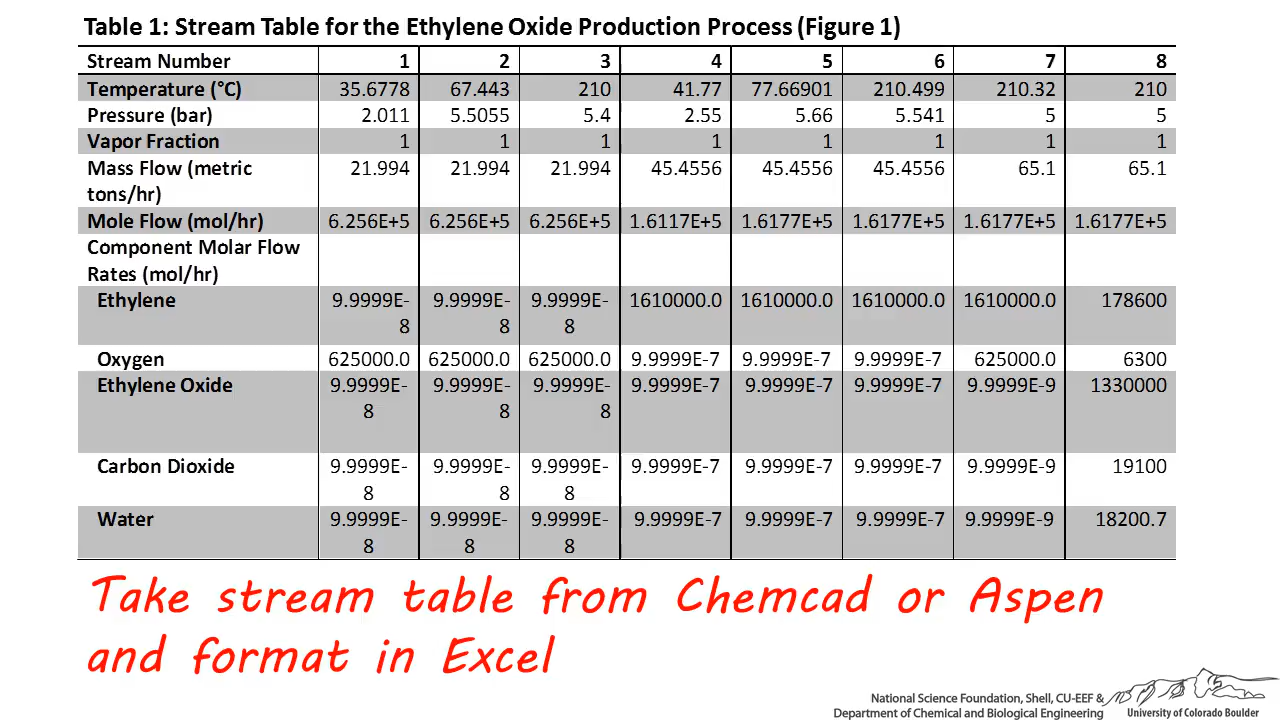 Table 1: Stream Table for the Ethylene Oxide Production Process (Figure 1)
Stream Number 1 2 3 4 5 6 7 8
Temperature (°C) 35.6778 67.443 210 41.77 77.66901 210.499 210.32 210
Pressure (bar) 2.011 5.5055 5.4 2.55 5.66 5.541 5 5
Vapor Fraction 1 1 1 1 1 1 1 1
Mass Flow (metric 21.994 21.994 21.994 45.4556 45.4556 45.4556 65.1 65.1
tons/hr)
Mole Flow (mol/hr) 6.256E+5 6.256E+5 6.256E+5 1.6117E+5 1.6177E+5 1.6177E+5 1.6177E+5 1.6177E+5
Component Molar Flow
Rates (mol/hr)
Ethylene 9.9999E- 9.9999E- 9.9999E- 1610000.0 1610000.0 1610000.0 1610000.0 178600
8 8 8
Oxygen 625000.0 625000.0 625000.0 9.9999E-7 9.9999E-7 9.9999E-7 625000.0 6300
Ethylene Oxide 9.9999E- 9.9999E- 9.9999E- 9.9999E-7 9.9999E-7 9.9999E-7 9.9999E-9 1330000
8 8 8
Carbon Dioxide 9.9999E- 9.9999E- 9.9999E- 9.9999E-7 9.9999E-7 9.9999E-7 9.9999E-9 19100
8 8 8
Water 9.9999E- 9.9999E- 9.9999E- 9.9999E-7 9.9999E-7 9.9999E-7 9.9999E-9 18200.7
8 8 8
Take stream table from Chemcad or Aspen
and format in Excel
National Science Foundation, Shell, CU-EEF &
Department of Chemical and Biological Engineering
University of Colorado Boulder